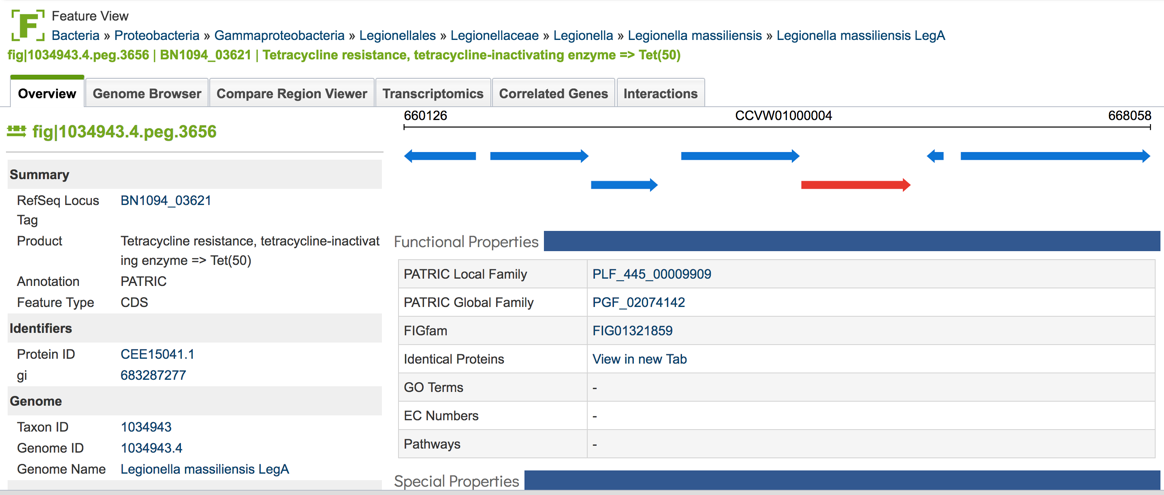 Feature View
Bacteria » Proteobacteria » Gammaproteobacteria » Legionellales » Legionellaceae » Legionella » Legionella massiliensis » Legionella massiliensis LegA
fig|1034943.4.peg.3656 | BN1094_03621 | Tetracycline resistance, tetracycline-inactivating enzyme => Tet(50)
Overview Genome Browser Compare Region Viewer Transcriptomics Correlated Genes Interactions
fig|1034943.4.peg.3656
Summary
RefSeq Locus Tag BN1094_03621
Product Tetracycline resistance, tetracycline-inactivat
ing enzyme => Tet(50)
Annotation PATRIC
Feature Type CDS
Identifiers
Protein ID CEE15041.1
gi 683287277
Genome
Taxon ID 1034943
Genome ID 1034943.4
Genome Name Legionella massiliensis LegA
660126 CCVW01000004 668058
Functional Properties
PATRIC Local Family PLF_445_00009909
PATRIC Global Family PGF_02074142
FIGfam FIG01321859
Identical Proteins View in new Tab
GO Terms -
EC Numbers -
Pathways -
Special Properties